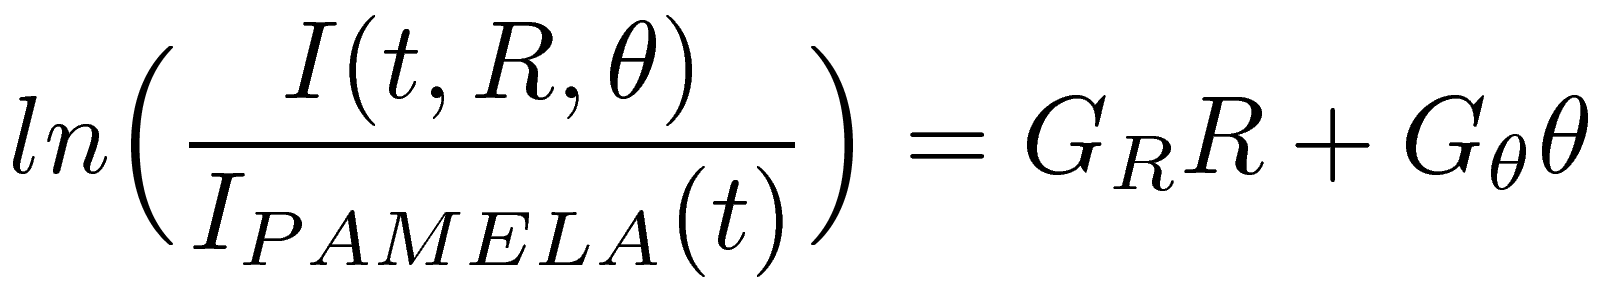 ln(I(t, R, θ) / I_PAMELA(t)) = G_R R + G_θ θ